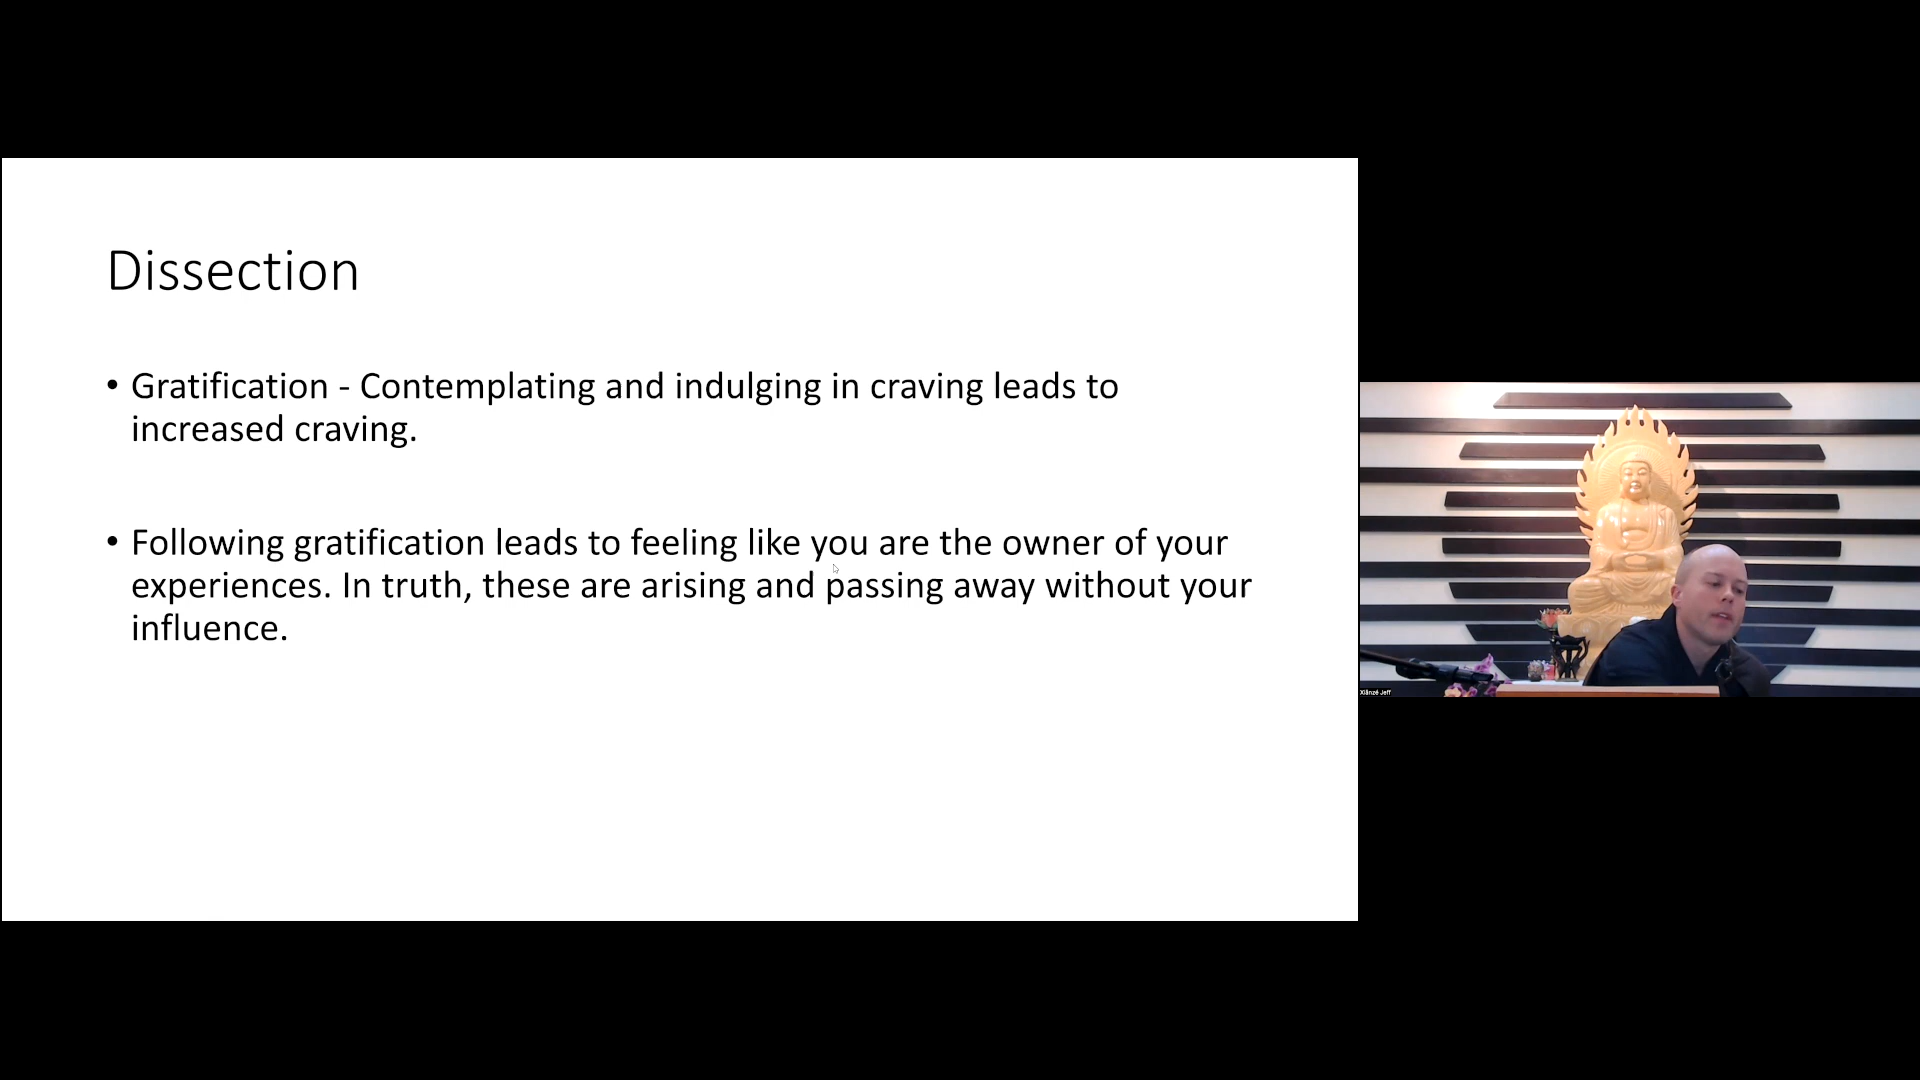 Dissection
• Gratification - Contemplating and indulging in craving leads to
increased craving.
• Following gratification leads to feeling like you are the owner of your
experiences. In truth, these are arising and passing away without your
influence.
Xiǎnzé Jeff